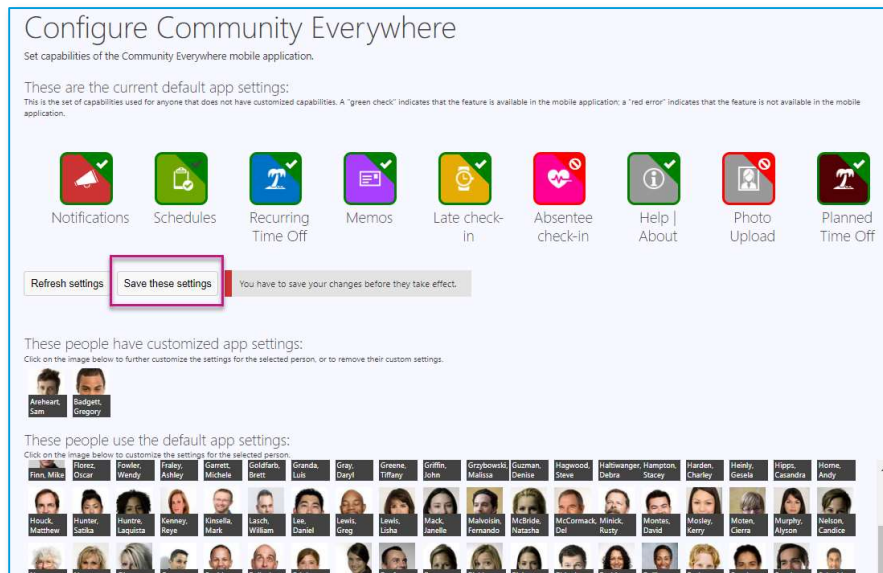 Configure Community Everywhere
Set capabilities of the Community Everywhere mobile application.
These are the current default app settings:
This is the set of capabilities used for anyone that does not have customized capabilities. A "green check" indicates that the feature is available in the mobile application; a "red error" indicates that the feature is not available in the mobile
application.
Notifications
Schedules
Recurring
Time Off
Memos
Late check-
in
Absentee
check-in
Help |
About
Photo
Upload
Planned
Time Off
Refresh settings
Save these settings
You have to save your changes before they take effect.
These people have customized app settings:
Click on the image below to further customize the settings for the selected person, or to remove their custom settings.
Areheart,
Sam
Badgett,
Gregory
These people use the default app settings:
Click on the image below to customize the settings for the selected person.
Finn, Mike
Florez,
Oscar
Fowler,
Wendy
Fraley,
Ashley
Garrett,
Michele
Goldfarb,
Brett
Granda,
Luis
Gray,
Daryl
Greene,
Tiffany
Griffin,
John
Grzybowski,
Malissa
Guzman,
Denise
Hagwood,
Steve
Haltiwanger,
Debra
Hampton,
Stacey
Harden,
Charley
Heinly,
Gesela
Hipps,
Casandra
Horne,
Andy
Houck,
Matthew
Hunter,
Satika
Huntre,
Laquista
Kenney,
Reye
Kinsella,
Mark
Lasch,
William
Lee,
Daniel
Lewis,
Greg
Lewis,
Lisha
Mack,
Janelle
Malvoisin,
Fernando
McBride,
Natasha
McCormack,
Del
Minick,
Rusty
Montes,
David
Mosley,
Kerry
Moten,
Cierra
Murphy,
Alyson
Nelson,
Candice